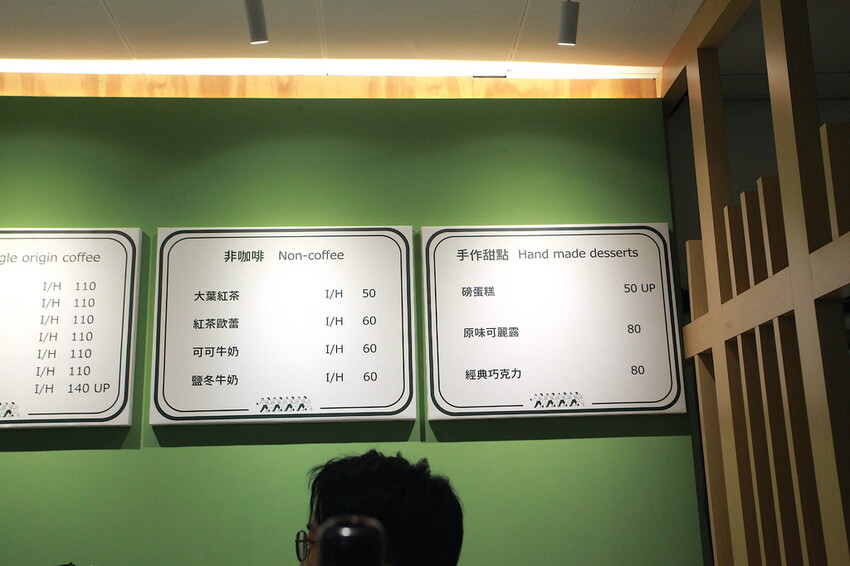 gle origin coffee
I/H 110
I/H 110
I/H 110
I/H 110
I/H 110
I/H 110
I/H 140 UP
非咖啡 Non-coffee
大葉紅茶 I/H 50
紅茶歐蕾 I/H 60
可可牛奶 I/H 60
鹽冬牛奶 I/H 60
手作甜點 Hand made desserts
磅蛋糕 50 UP
原味可麗露 80
經典巧克力 80